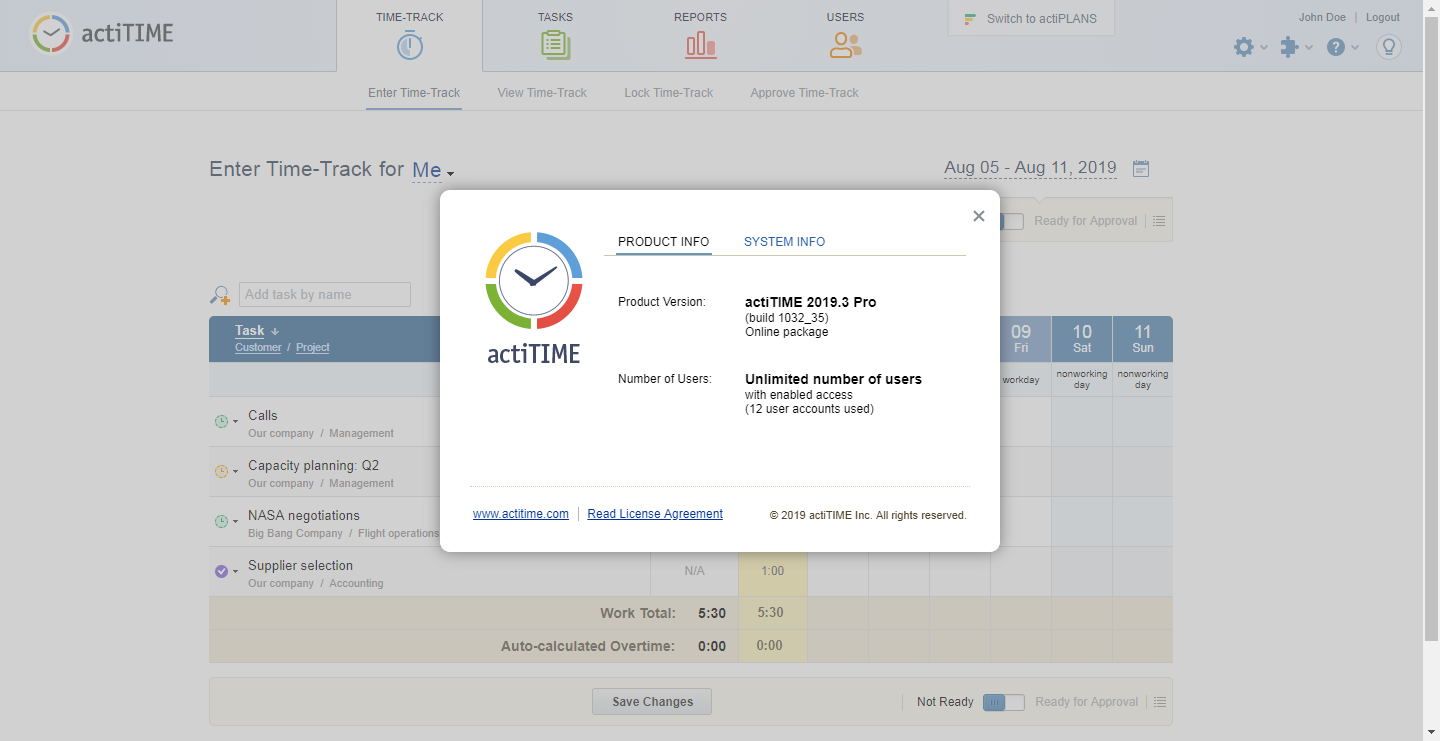 actiTIME
TIME-TRACK
TASKS
REPORTS
USERS
Switch to actiPLANS
John Doe | Logout
Enter Time-Track
View Time-Track
Lock Time-Track
Approve Time-Track
Enter Time-Track for Me
Aug 05 - Aug 11, 2019
Ready for Approval
Add task by name
Task
Customer / Project
09
Fri
10
Sat
11
Sun
workday
nonworking
day
nonworking
day
Calls
Our company / Management
Capacity planning: Q2
Our company / Management
NASA negotiations
Big Bang Company / Flight operations
Supplier selection
Our company / Accounting
N/A
1:00
Work Total: 5:30 5:30
Auto-calculated Overtime: 0:00 0:00
Save Changes
Not Ready
Ready for Approval
actiTIME
PRODUCT INFO
SYSTEM INFO
Product Version:
actiTIME 2019.3 Pro
(build 1032_35)
Online package
Number of Users:
Unlimited number of users
with enabled access
(12 user accounts used)
www.actitime.com | Read License Agreement
© 2019 actiTIME Inc. All rights reserved.